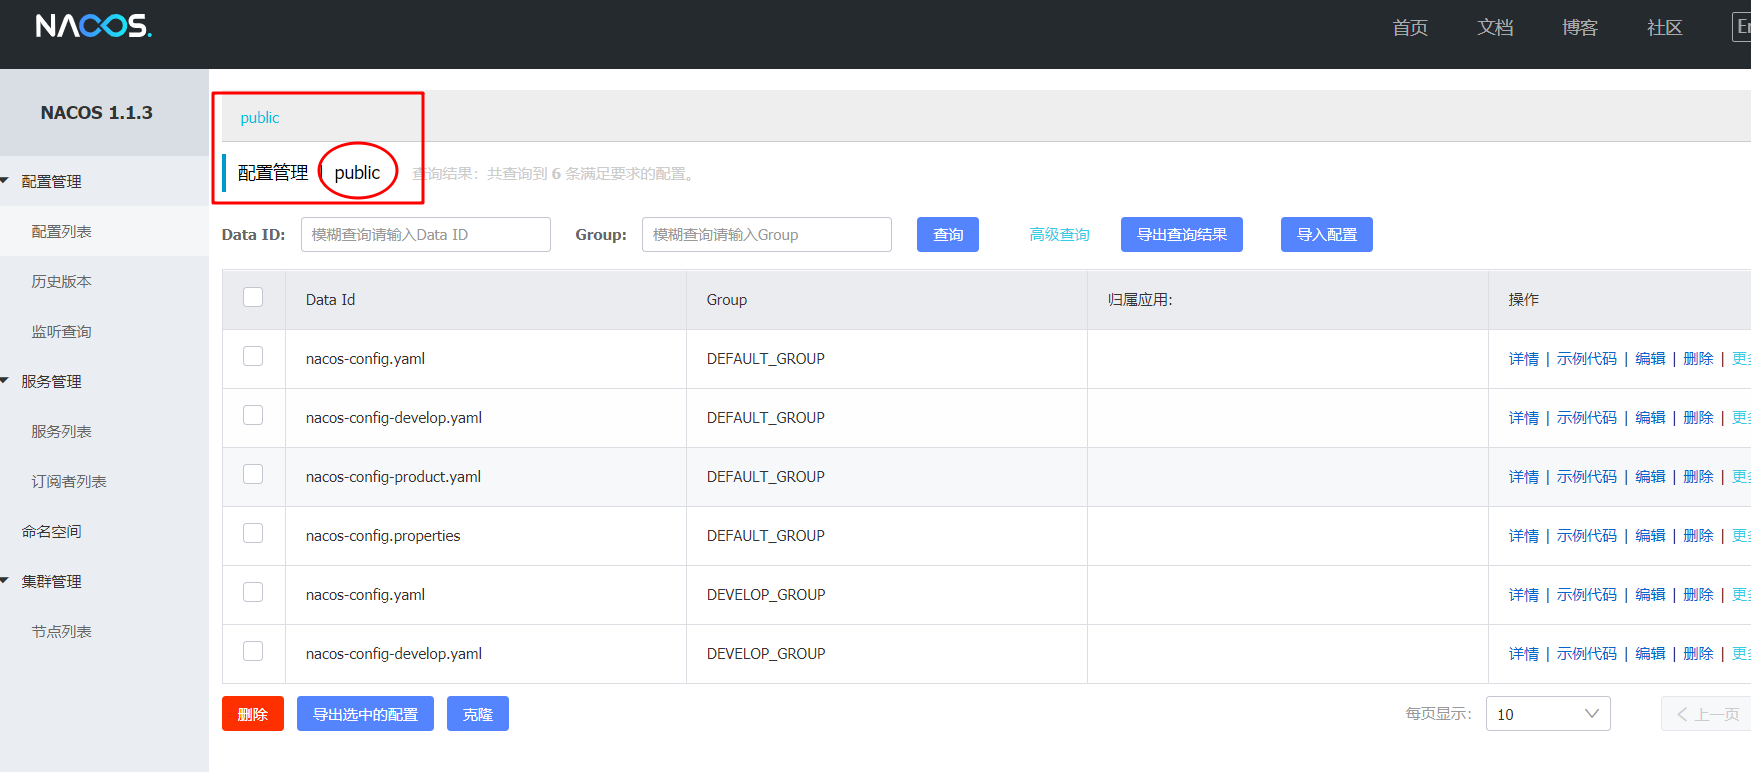 NACOS.
首页 文档 博客 社区 En
NACOS 1.1.3
配置管理
配置列表
历史版本
监听查询
服务管理
服务列表
订阅者列表
命名空间
集群管理
节点列表
public
配置管理 | public 查询结果：共查询到 6 条满足要求的配置。
Data ID: 模糊查询请输入Data ID Group: 模糊查询请输入Group 查询 高级查询 导出查询结果 导入配置
Data Id Group 归属应用: 操作
nacos-config.yaml DEFAULT_GROUP 详情 | 示例代码 | 编辑 | 删除 | 更多
nacos-config-develop.yaml DEFAULT_GROUP 详情 | 示例代码 | 编辑 | 删除 | 更多
nacos-config-product.yaml DEFAULT_GROUP 详情 | 示例代码 | 编辑 | 删除 | 更多
nacos-config.properties DEFAULT_GROUP 详情 | 示例代码 | 编辑 | 删除 | 更多
nacos-config.yaml DEVELOP_GROUP 详情 | 示例代码 | 编辑 | 删除 | 更多
nacos-config-develop.yaml DEVELOP_GROUP 详情 | 示例代码 | 编辑 | 删除 | 更多
删除 导出选中的配置 克隆 每页显示: 10 上一页